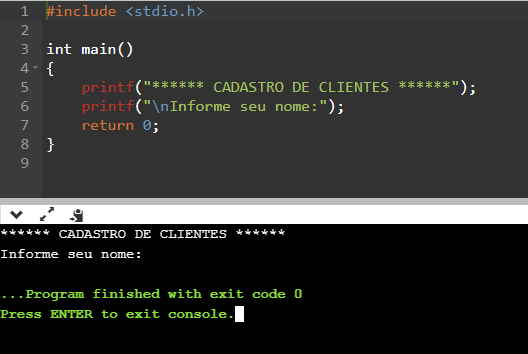 1 #include <stdio.h>
2
3 int main()
4 {
5     printf("****** CADASTRO DE CLIENTES ******");
6     printf("\nInforme seu nome:");
7     return 0;
8 }
9
****** CADASTRO DE CLIENTES ******
Informe seu nome:
...Program finished with exit code 0
Press ENTER to exit console.